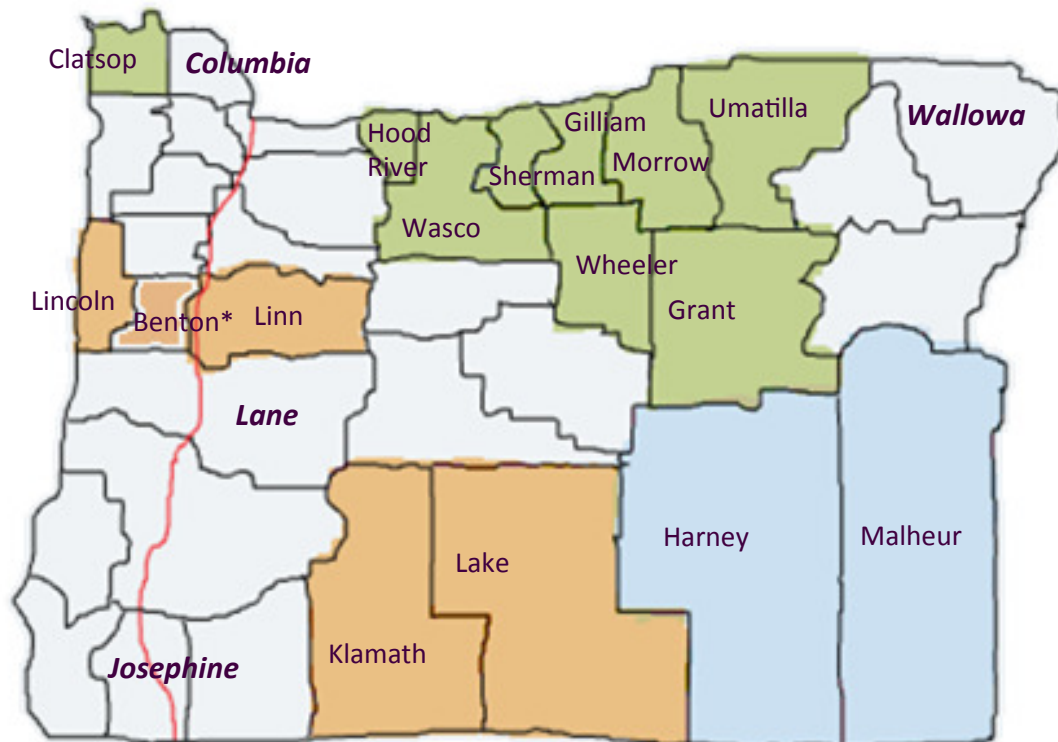 Clatsop
Columbia
Hood
River
Gilliam
Umatilla
Wallowa
Sherman
Morrow
Wasco
Wheeler
Lincoln
Benton*
Linn
Grant
Lane
Harney
Malheur
Lake
Klamath
Josephine